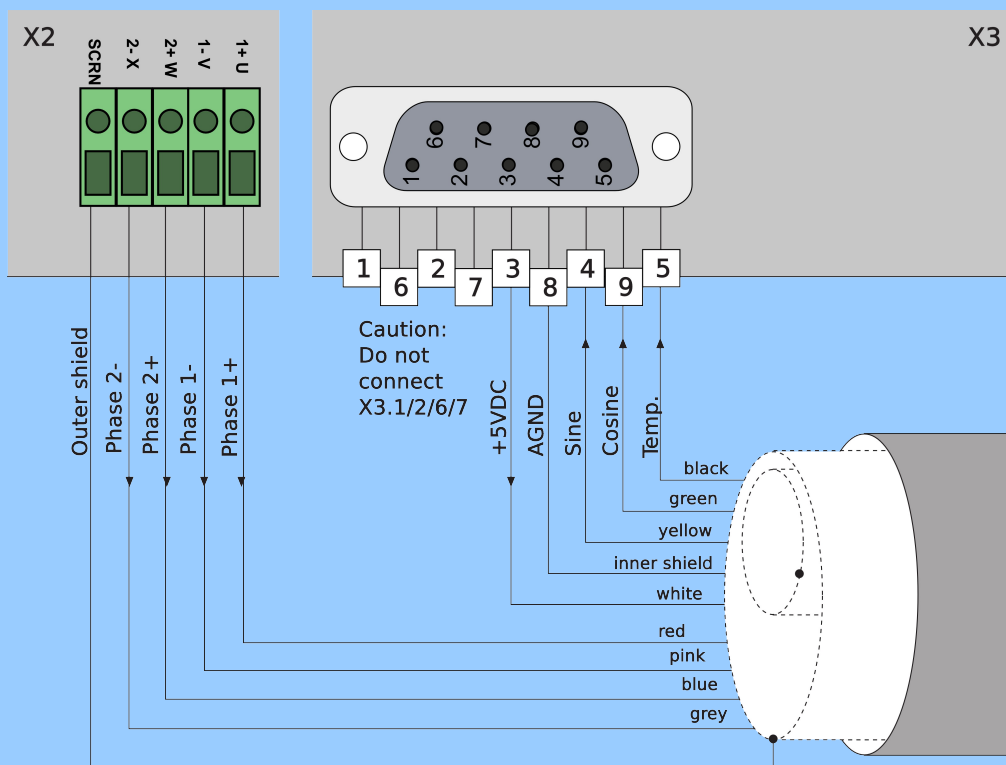 X2
SCRN
2- X
2+ W
1- V
1+ U
X3
6
7
8
9
1
2
3
4
5
1
2
3
4
5
6
7
8
9
Caution:
Do not
connect
X3.1/2/6/7
Outer shield
Phase 2-
Phase 2+
Phase 1-
Phase 1+
+5VDC
AGND
Sine
Cosine
Temp.
black
green
yellow
inner shield
white
red
pink
blue
grey